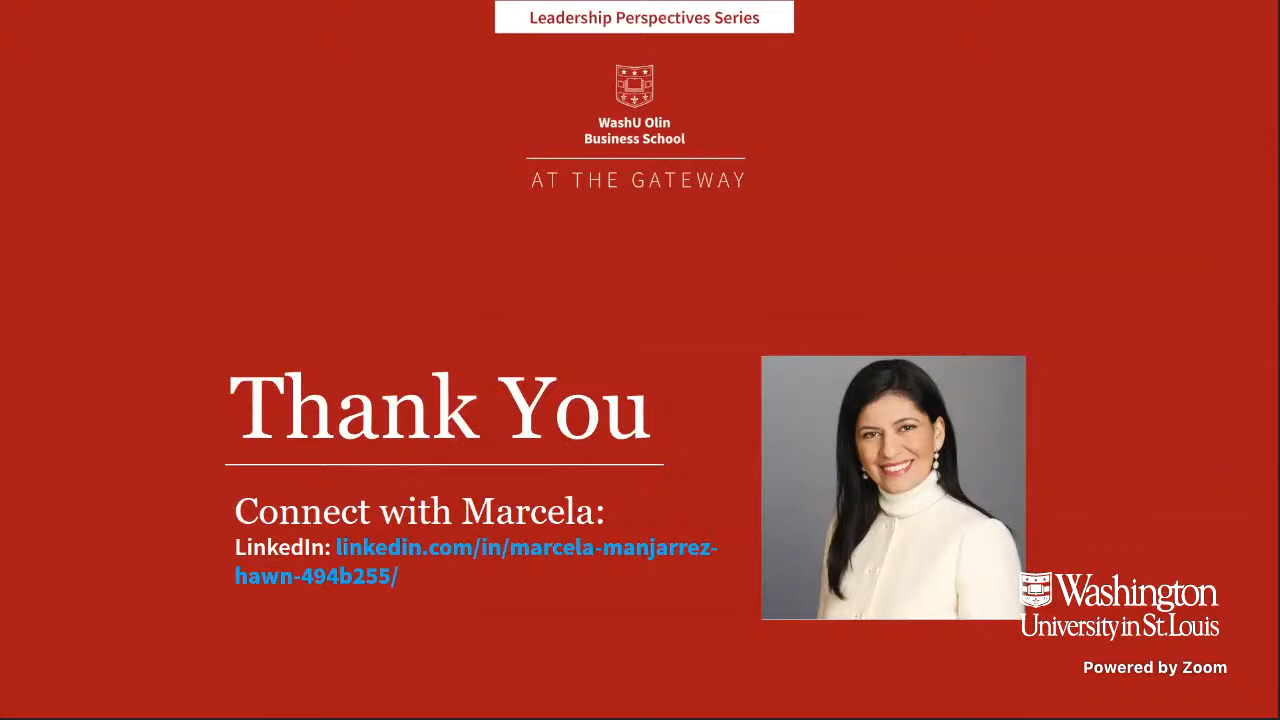 Leadership Perspectives Series
WashU Olin
Business School
AT THE GATEWAY
Thank You
Connect with Marcela:
LinkedIn: linkedin.com/in/marcela-manjarrez-
hawn-494b255/
Washington
University in St. Louis
Powered by Zoom